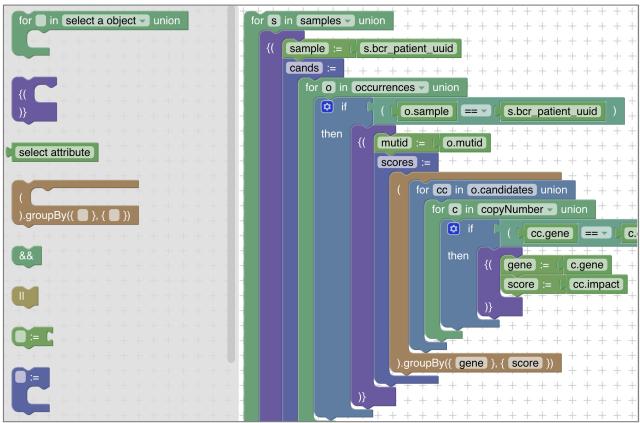 for in select a object union
{(
)}
select attribute
(
).groupBy({ }, { })
&&
||
:=
:=
for s in samples union
{( sample := s.bcr_patient_uuid
cands :=
for o in occurrences union
if ( o.sample == s.bcr_patient_uuid )
then
{( mutid := o.mutid
scores :=
( for cc in o.candidates union
for c in copyNumber union
if ( cc.gene == c.
then
{( gene := c.gene
score := cc.impact
)}
).groupBy({ gene }, { score })
)}